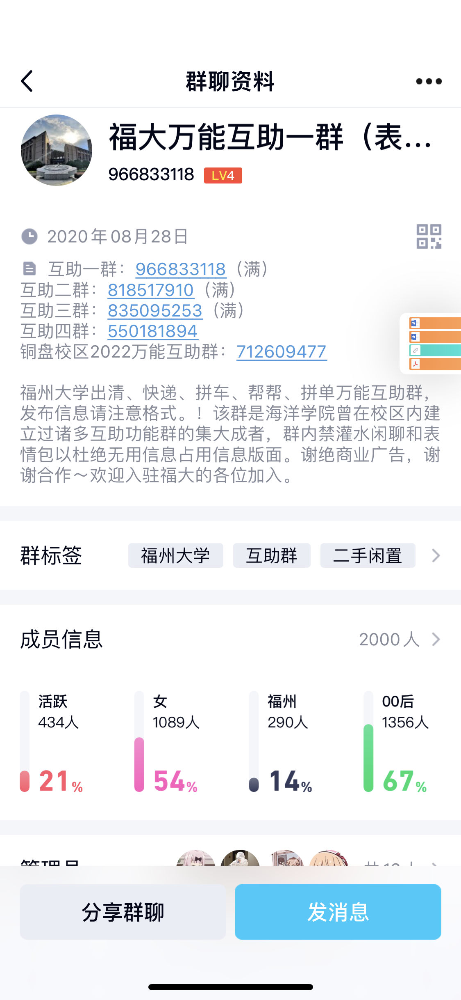 群聊资料
福大万能互助一群（表...
966833118 LV4
2020年08月28日
互助一群：966833118（满）
互助二群：818517910（满）
互助三群：835095253（满）
互助四群：550181894
铜盘校区2022万能互助群：712609477
福州大学出清、快递、拼车、帮帮、拼单万能互助群，
发布信息请注意格式。！该群是海洋学院曾在校区内建
立过诸多互助功能群的集大成者，群内禁灌水闲聊和表
情包以杜绝无用信息占用信息版面。谢绝商业广告，谢
谢合作～欢迎入驻福大的各位加入。
群标签 福州大学 互助群 二手闲置
成员信息 2000人
活跃 女 福州 00后
434人 1089人 290人 1356人
21% 54% 14% 67%
管理员
分享群聊 发消息